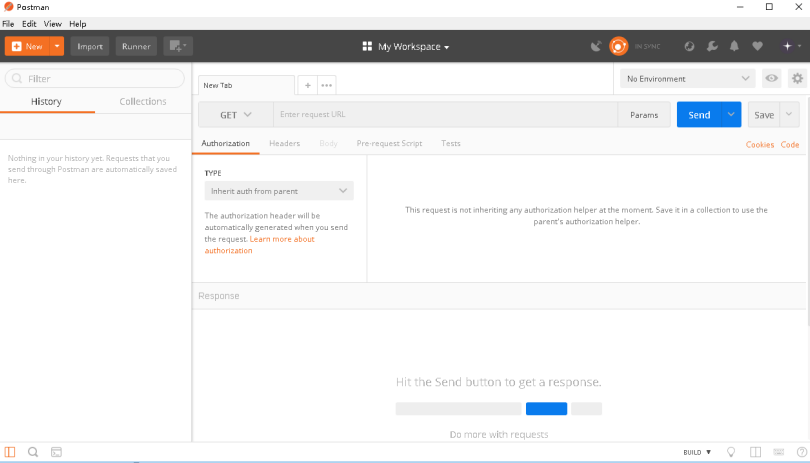 Postman
File Edit View Help
New Import Runner My Workspace IN SYNC
Filter
History Collections
Nothing in your history yet. Requests that you
send through Postman are automatically saved
here.
New Tab + ••• No Environment
GET Enter request URL Params Send Save
Authorization Headers Body Pre-request Script Tests Cookies Code
TYPE
Inherit auth from parent
The authorization header will be
automatically generated when you send
the request. Learn more about
authorization
This request is not inheriting any authorization helper at the moment. Save it in a collection to use the
parent's authorization helper.
Response
Hit the Send button to get a response.
Do more with requests
BUILD